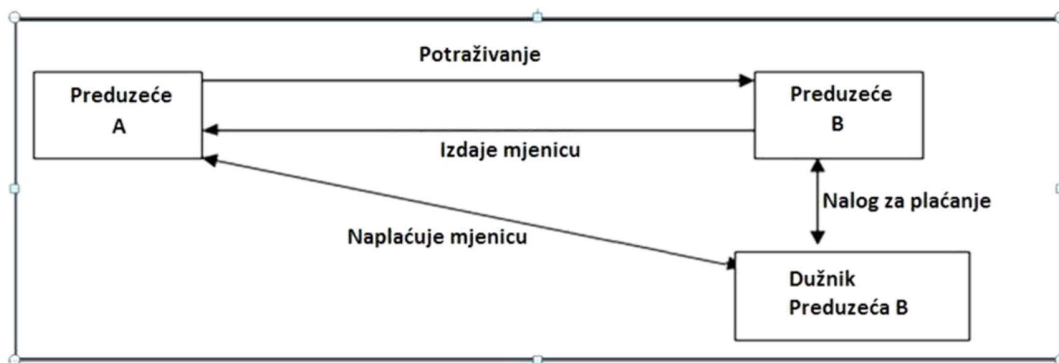 Potraživanje
Preduzeće
A
Preduzeće
B
Izdaje mjenicu
Nalog za plaćanje
Naplaćuje mjenicu
Dužnik
Preduzeća B